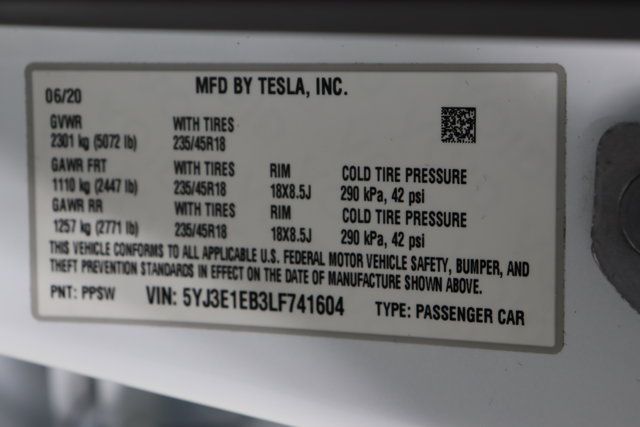 06/20 MFD BY TESLA, INC.
GVWR WITH TIRES
2301 kg (5072 lb) 235/45R18
GAWR FRT WITH TIRES RIM COLD TIRE PRESSURE
1110 kg (2447 lb) 235/45R18 18X8.5J 290 kPa, 42 psi
GAWR RR WITH TIRES RIM COLD TIRE PRESSURE
1257 kg (2771 lb) 235/45R18 18X8.5J 290 kPa, 42 psi
THIS VEHICLE CONFORMS TO ALL APPLICABLE U.S. FEDERAL MOTOR VEHICLE SAFETY, BUMPER, AND
THEFT PREVENTION STANDARDS IN EFFECT ON THE DATE OF MANUFACTURE SHOWN ABOVE.
PNT: PPSW VIN: 5YJ3E1EB3LF741604 TYPE: PASSENGER CAR